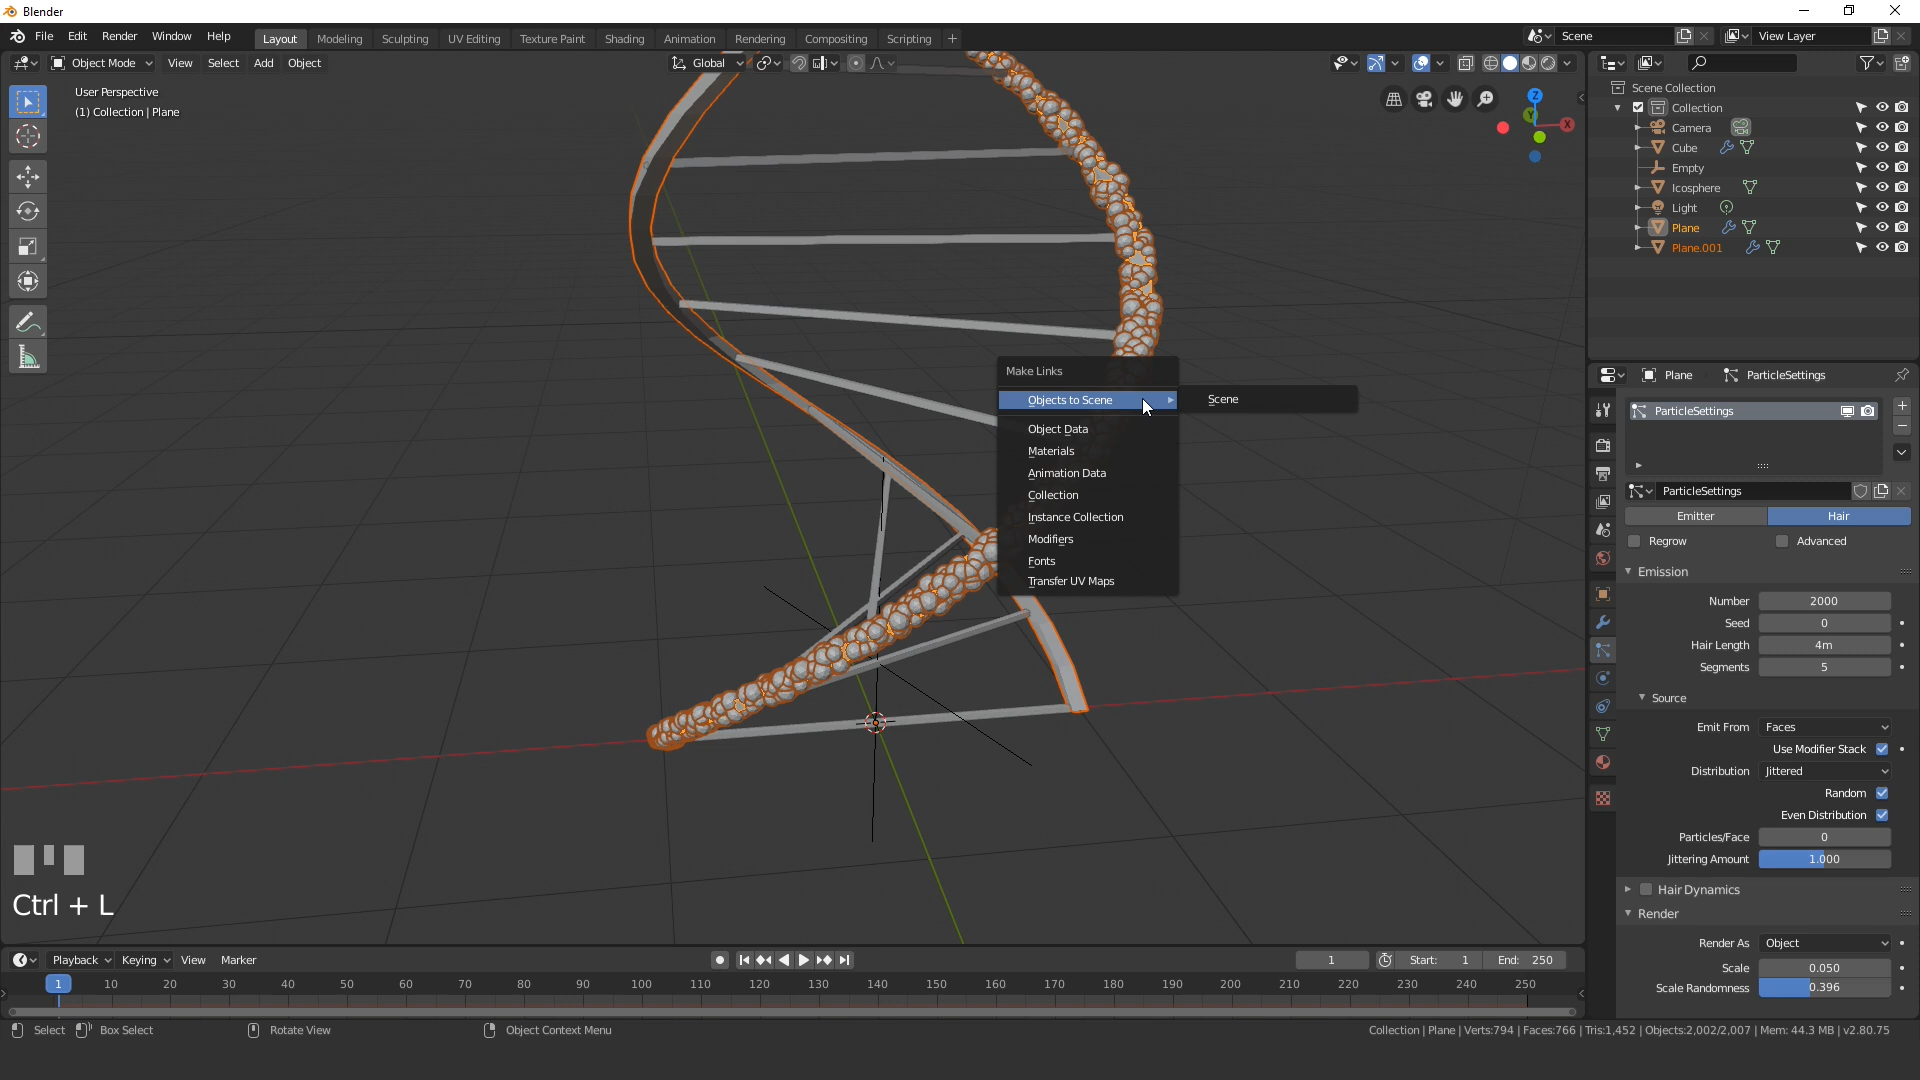 Blender
File Edit Render Window Help Layout Modeling Sculpting UV Editing Texture Paint Shading Animation Rendering Compositing Scripting + Scene View Layer
Object Mode View Select Add Object Global
User Perspective
(1) Collection | Plane
Z
Y
X
Scene Collection
Collection
Camera
Cube
Empty
Icosphere
Light
Plane
Plane.001
Make Links
Objects to Scene Scene
Object Data
Materials
Animation Data
Collection
Instance Collection
Modifiers
Fonts
Transfer UV Maps
Plane ParticleSettings
ParticleSettings
ParticleSettings
Emitter Hair
Regrow Advanced
Emission
Number 2000
Seed 0
Hair Length 4m
Segments 5
Source
Emit From Faces
Use Modifier Stack
Distribution Jittered
Random
Even Distribution
Particles/Face 0
Jittering Amount 1.000
Hair Dynamics
Render
Render As Object
Scale 0.050
Scale Randomness 0.396
Ctrl + L
Playback Keying View Marker 1 Start: 1 End: 250
1 10 20 30 40 50 60 70 80 90 100 110 120 130 140 150 160 170 180 190 200 210 220 230 240 250
Select Box Select Rotate View Object Context Menu Collection | Plane | Verts:794 | Faces:766 | Tris:1,452 | Objects:2,002/2,007 | Mem: 44.3 MB | v2.80.75